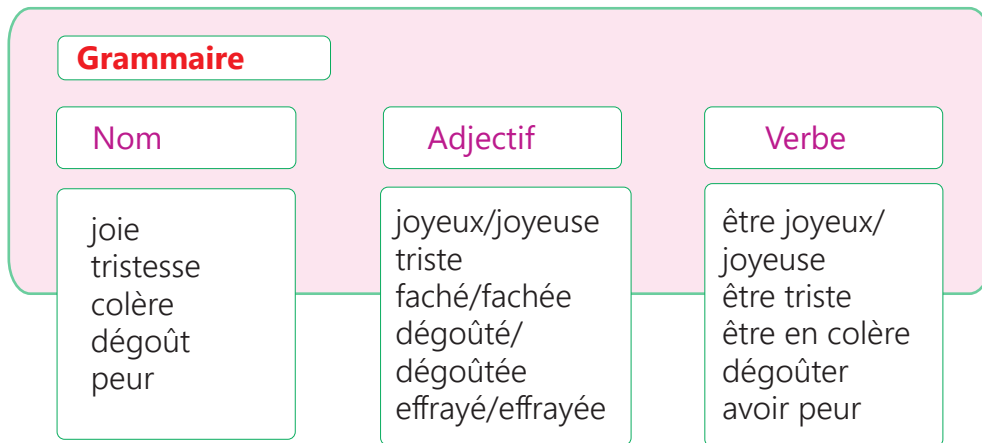 Grammaire
Nom
joie
tristesse
colère
dégoût
peur
Adjectif
joyeux/joyeuse
triste
faché/fachée
dégoûté/
dégoûtée
effrayé/effrayée
Verbe
être joyeux/
joyeuse
être triste
être en colère
dégoûter
avoir peur